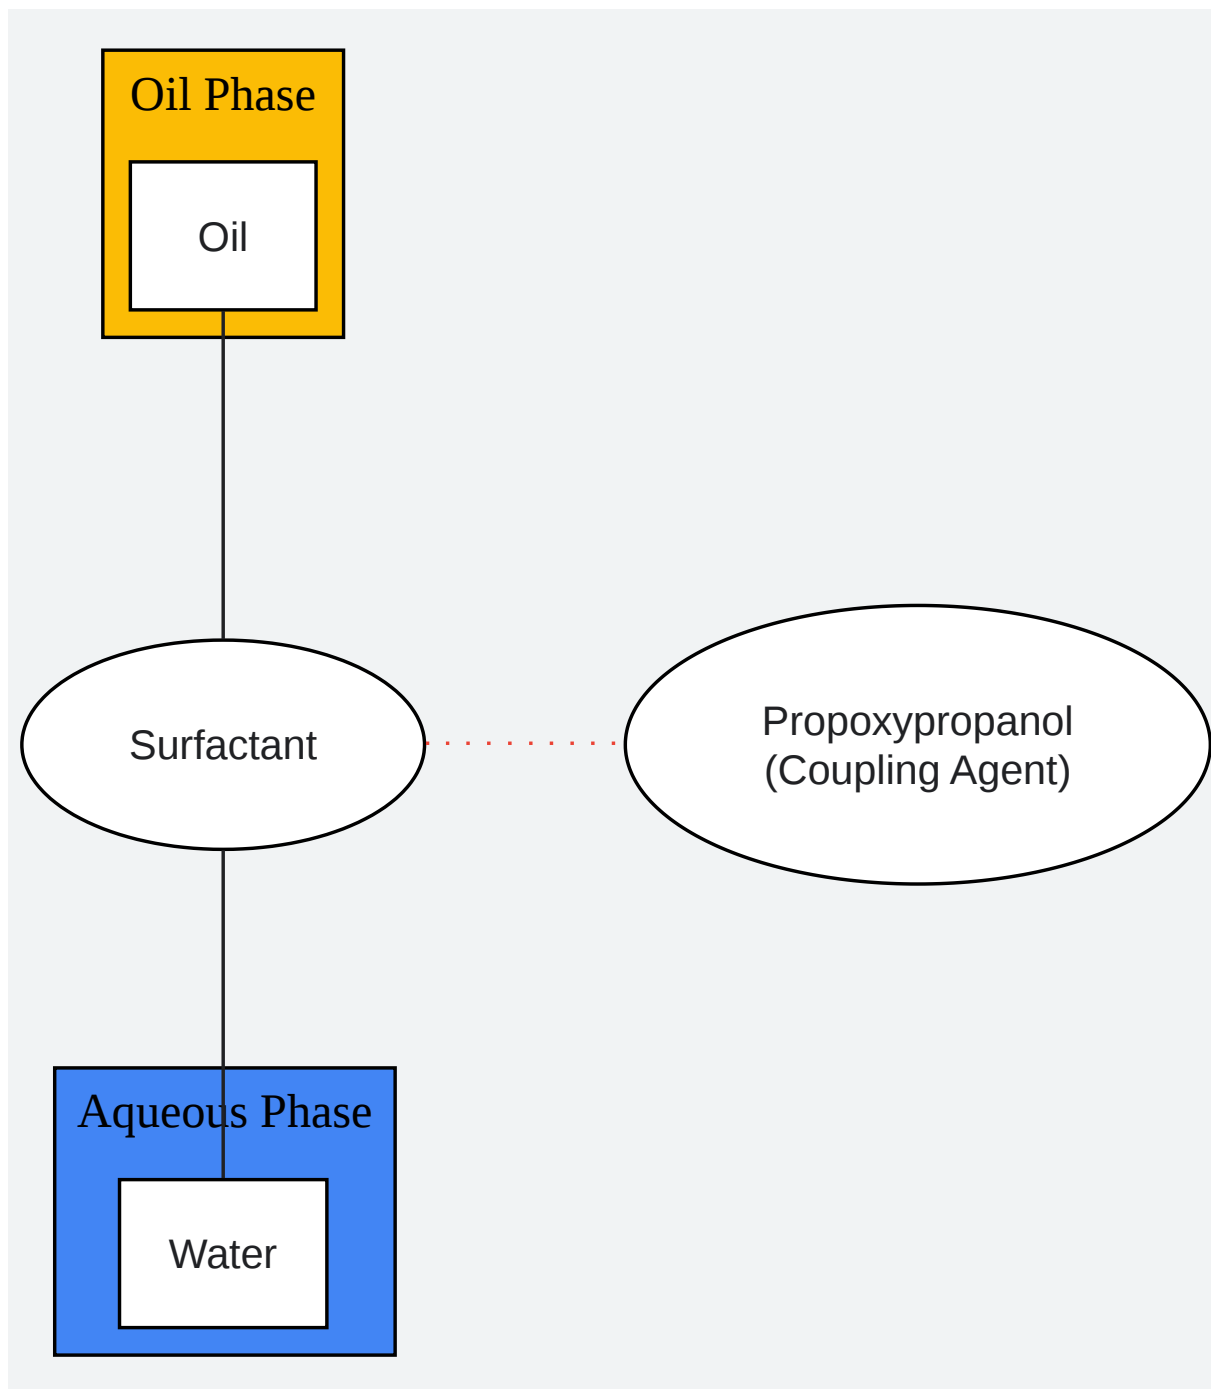 Oil Phase
Oil
Surfactant
Propoxypropanol
(Coupling Agent)
Aqueous Phase
Water